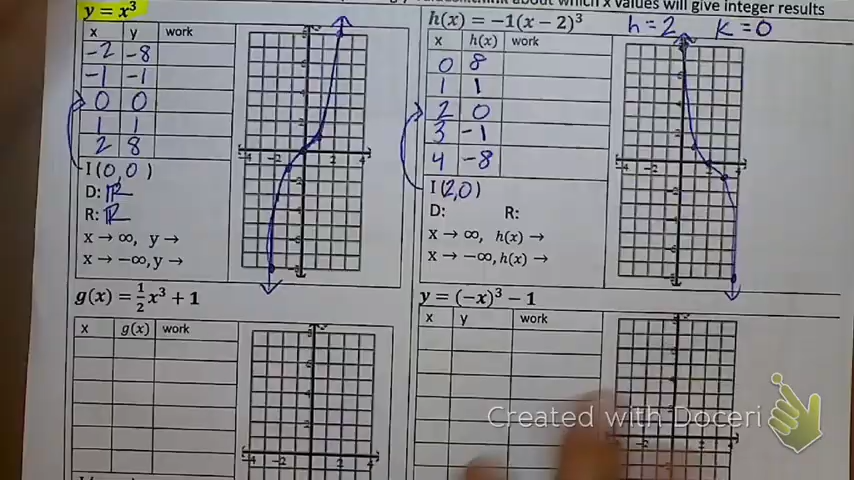 think about which x values will give integer results
y = x³
x y work
-2 -8
-1 -1
0 0
1 1
2 8
I (0,0)
D: ℝ
R: ℝ
x → ∞, y →
x → −∞, y →
h(x) = −1(x − 2)³ h = 2 K = 0
x h(x) work
0 8
1 1
2 0
3 -1
4 -8
I (2,0)
D: R:
x → ∞, h(x) →
x → −∞, h(x) →
g(x) = ½x³ + 1
x g(x) work
y = (−x)³ − 1
x y work
Created with Doceri